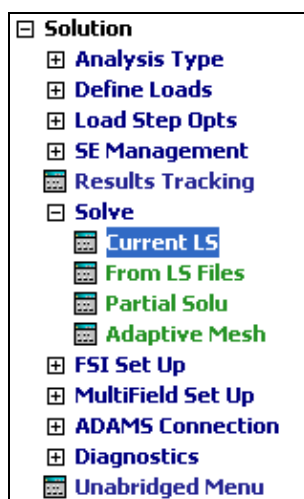 Solution
Analysis Type
Define Loads
Load Step Opts
SE Management
Results Tracking
Solve
Current LS
From LS Files
Partial Solu
Adaptive Mesh
FSI Set Up
MultiField Set Up
ADAMS Connection
Diagnostics
Unabridged Menu